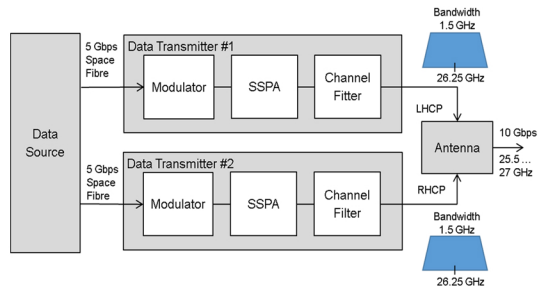 Bandwidth
1.5 GHz
26.25 GHz
Data
Source
5 Gbps
Space
Fibre
Data Transmitter #1
Modulator
SSPA
Channel
Fitter
LHCP
5 Gbps
Space
Fibre
Data Transmitter #2
Modulator
SSPA
Channel
Filter
RHCP
Antenna
10 Gbps
25.5 ...
27 GHz
Bandwidth
1.5 GHz
26.25 GHz